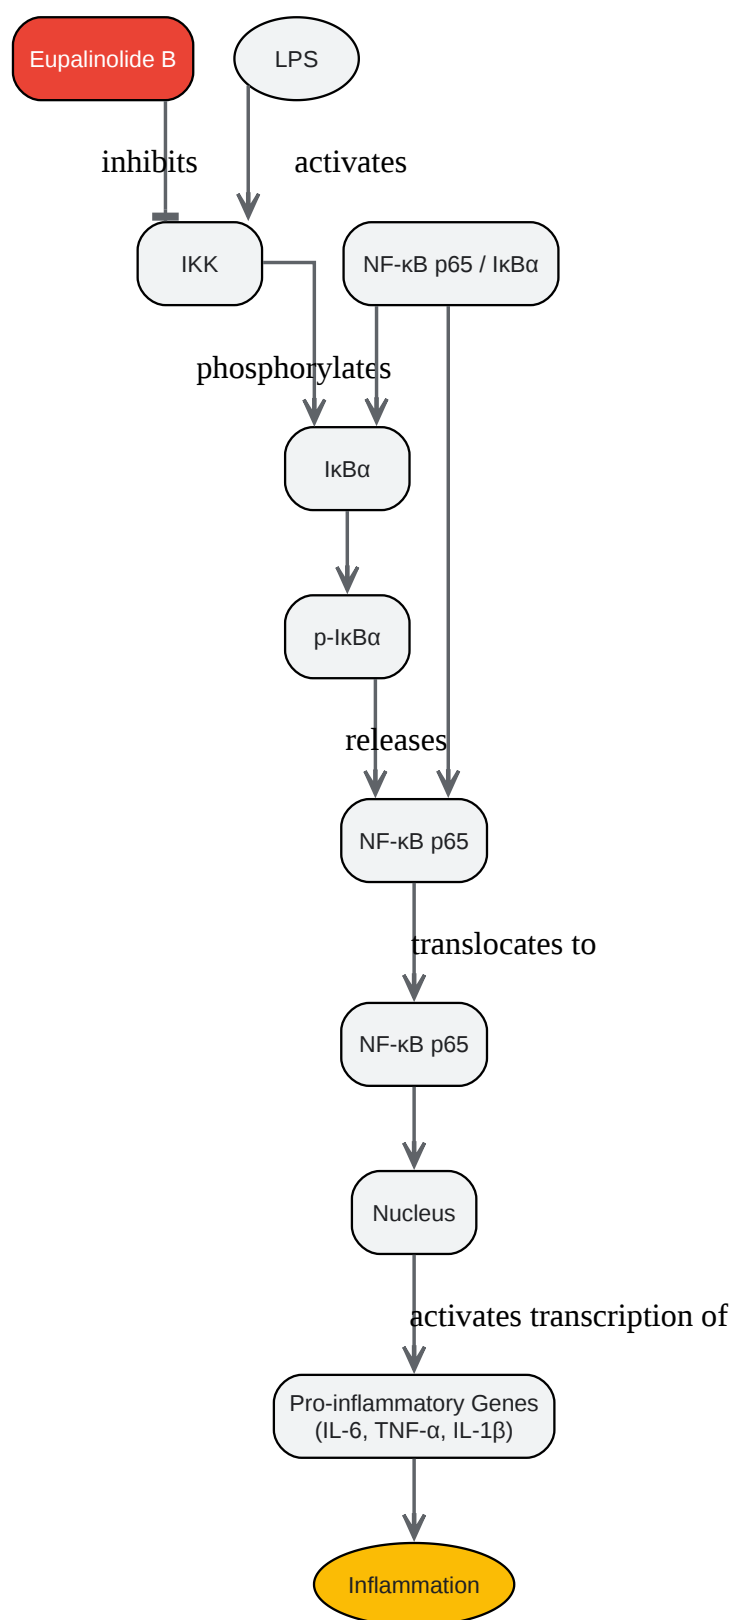 Eupalinolide B
LPS
inhibits
activates
IKK
NF-κB p65 / IκBα
phosphorylates
IκBα
p-IκBα
releases
NF-κB p65
translocates to
NF-κB p65
Nucleus
activates transcription of
Pro-inflammatory Genes
(IL-6, TNF-α, IL-1β)
Inflammation